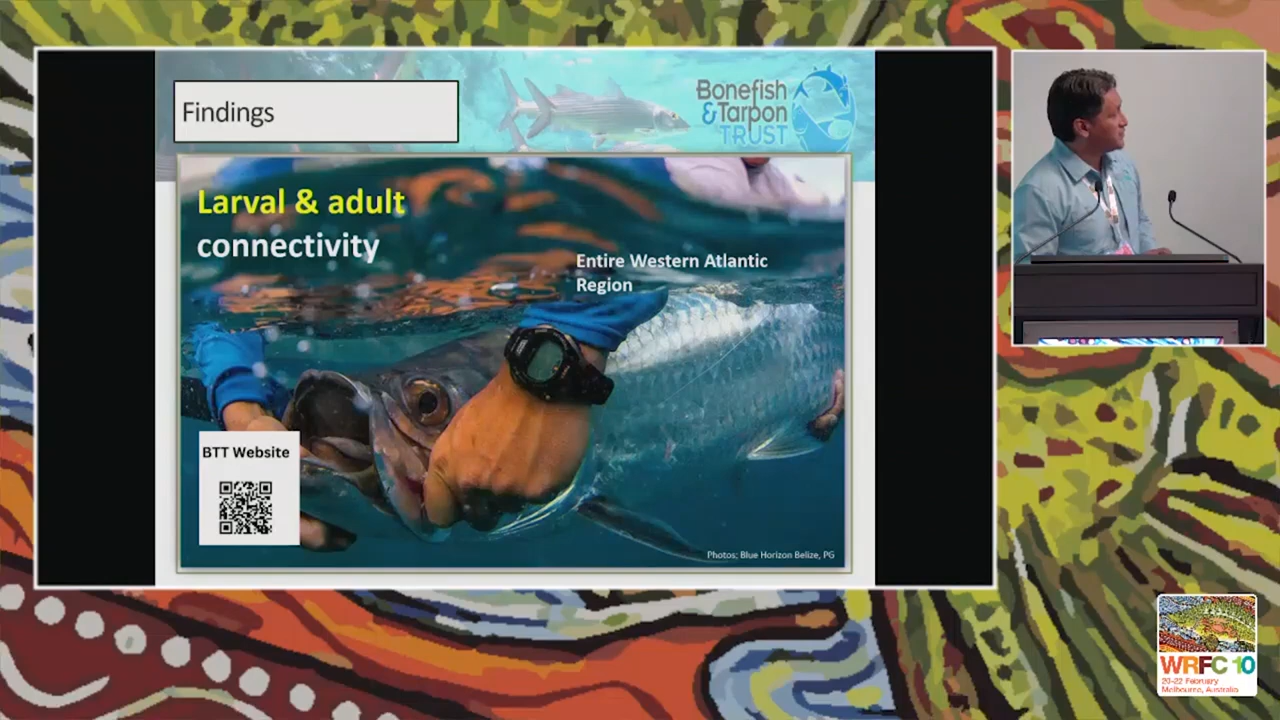 Findings
Bonefish
&Tarpon
TRUST
Larval & adult
connectivity
Entire Western Atlantic
Region
BTT Website
Photos: Blue Horizon Belize, PG
WRFC 10
20-22 February
Melbourne, Australia